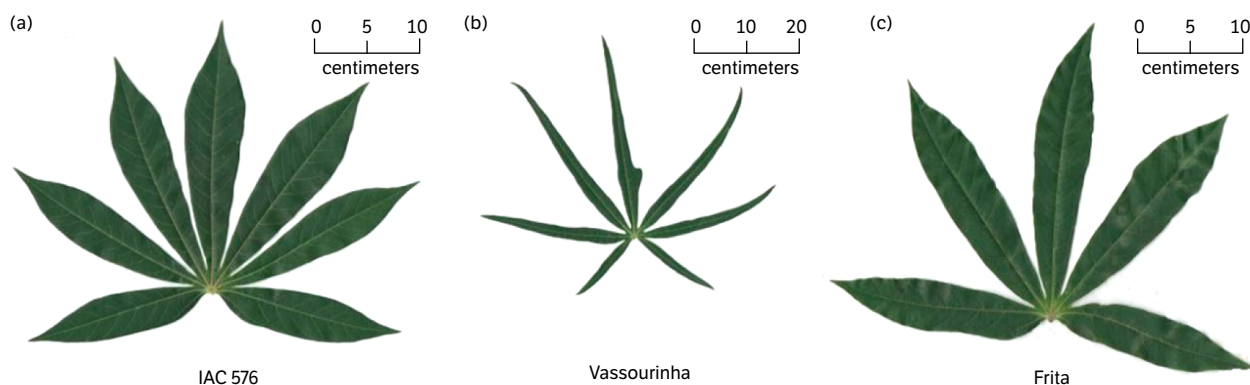 (a)
0 5 10
centimeters
(b)
0 10 20
centimeters
(c)
0 5 10
centimeters
IAC 576
Vassourinha
Frita